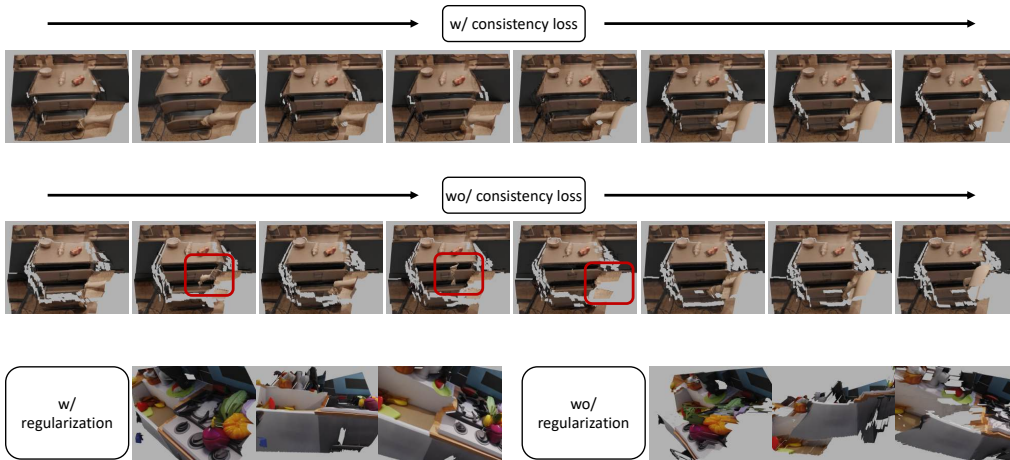 w/ consistency loss
wo/ consistency loss
w/
regularization
wo/
regularization